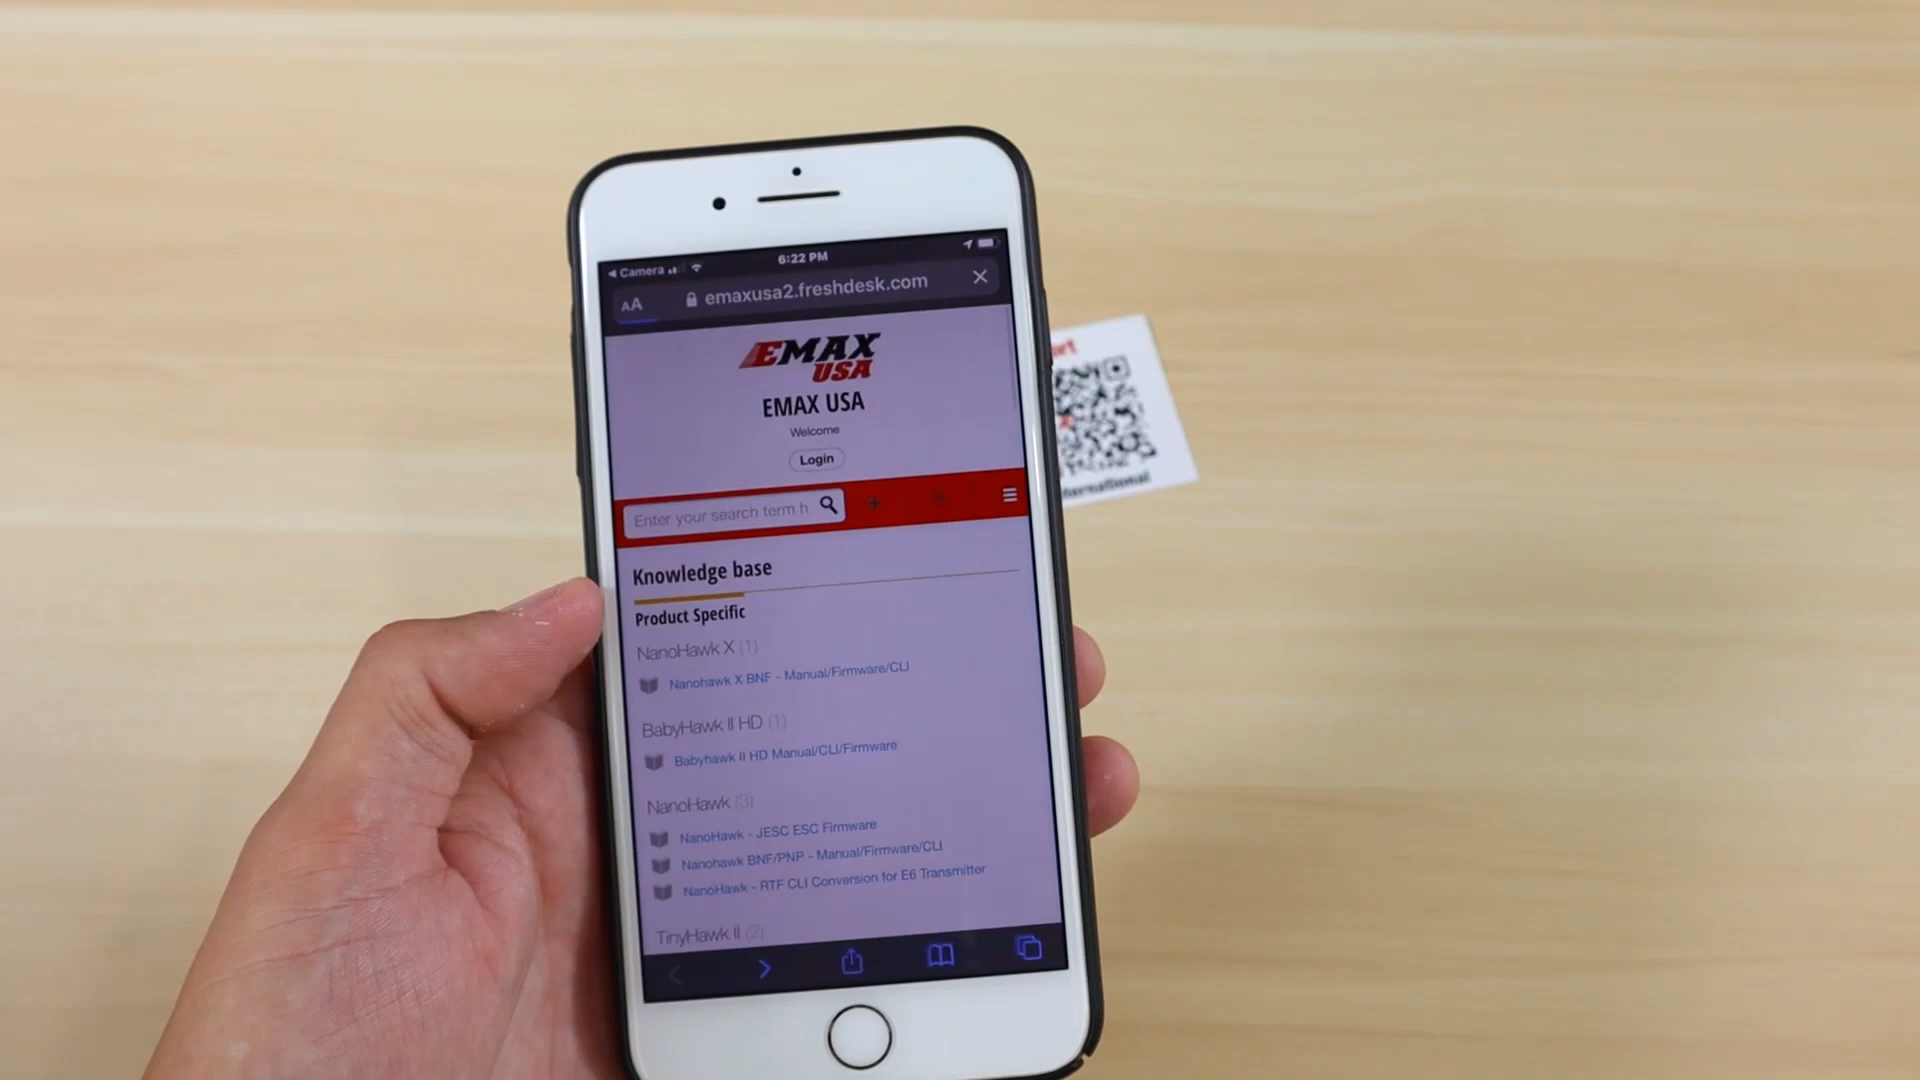 Camera
6:22 PM
AA
emaxusa2.freshdesk.com
EMAX
USA
EMAX USA
Welcome
Login
Enter your search term h
Knowledge base
Product Specific
NanoHawk X (1)
Nanohawk X BNF - Manual/Firmware/CLI
BabyHawk II HD (1)
Babyhawk II HD Manual/CLI/Firmware
NanoHawk (3)
NanoHawk - JESC ESC Firmware
Nanohawk BNF/PNP - Manual/Firmware/CLI
NanoHawk - RTF CLI Conversion for E6 Transmitter
TinyHawk II (2)